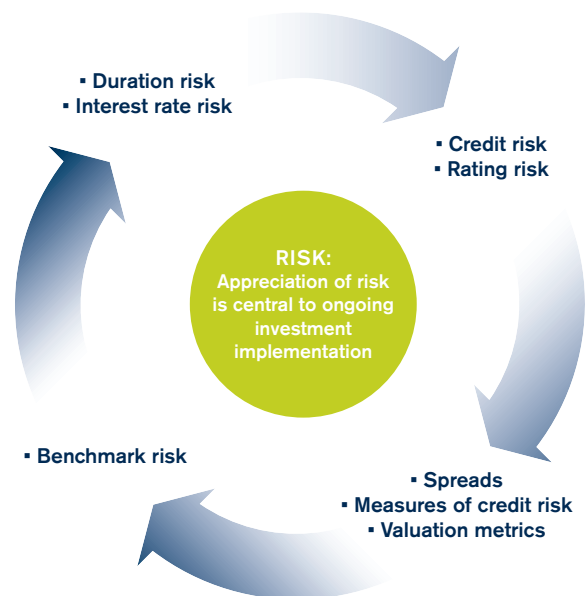 ▪ Duration risk
▪ Interest rate risk
▪ Credit risk
▪ Rating risk
RISK:
Appreciation of risk
is central to ongoing
investment
implementation
▪ Benchmark risk
▪ Spreads
▪ Measures of credit risk
▪ Valuation metrics